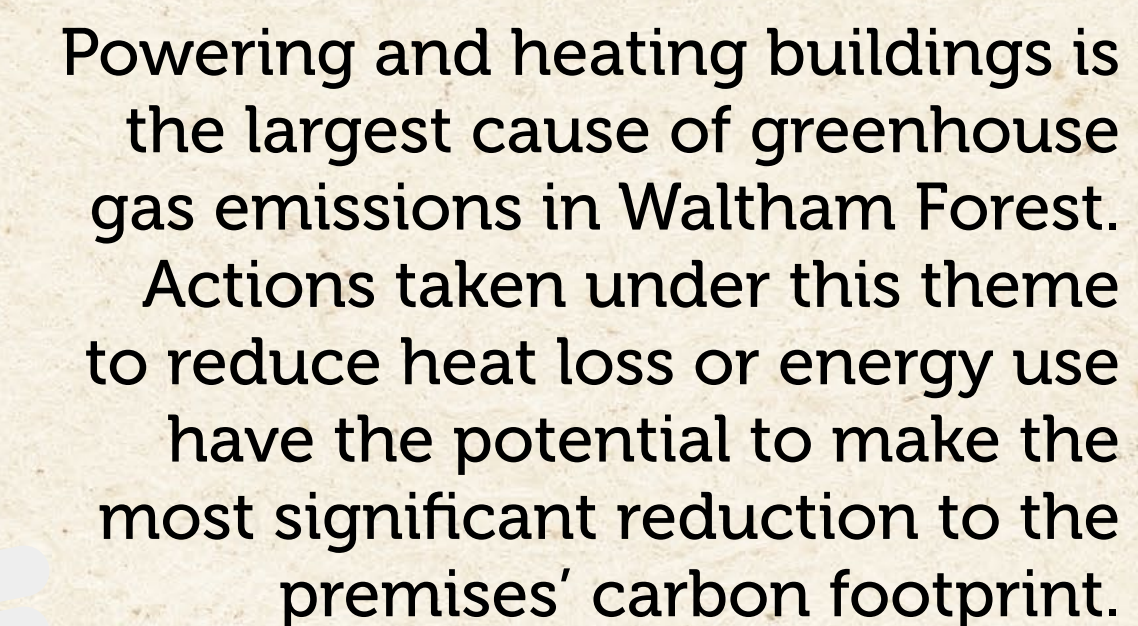 Powering and heating buildings is
the largest cause of greenhouse
gas emissions in Waltham Forest.
Actions taken under this theme
to reduce heat loss or energy use
have the potential to make the
most significant reduction to the
premises’ carbon footprint.